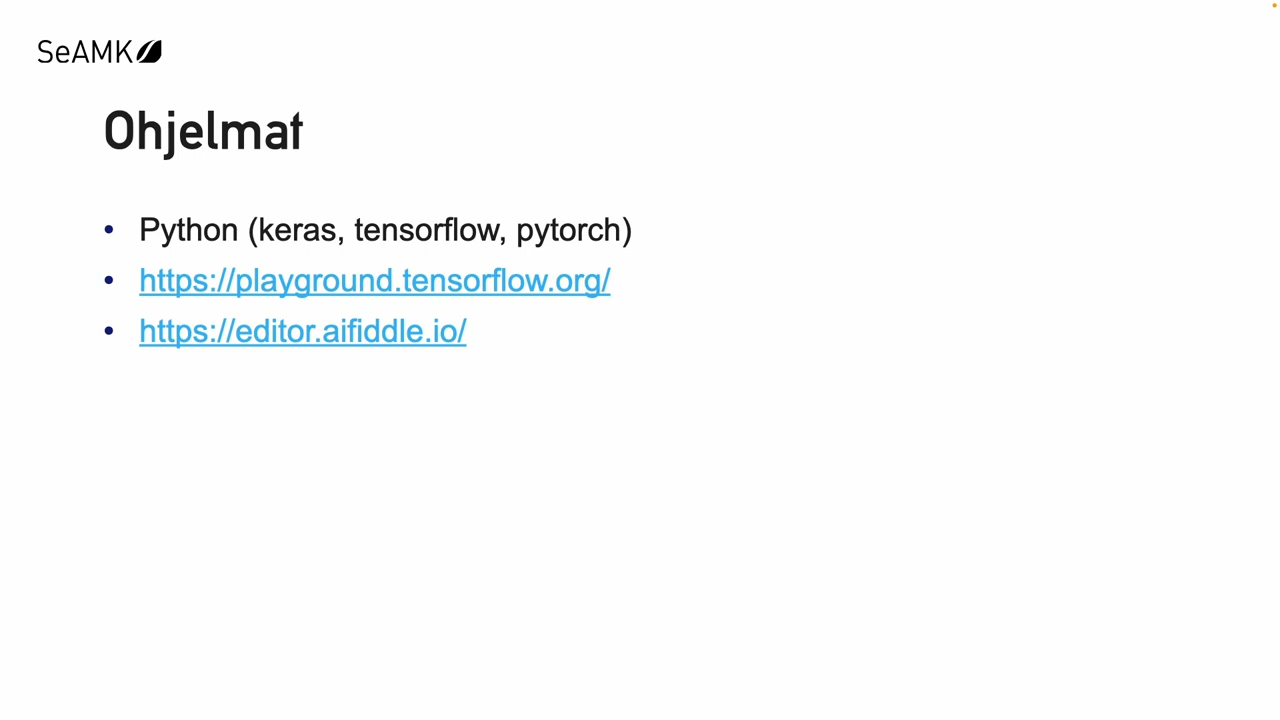 SeAMK
Ohjelmat
• Python (keras, tensorflow, pytorch)
• https://playground.tensorflow.org/
• https://editor.aifiddle.io/